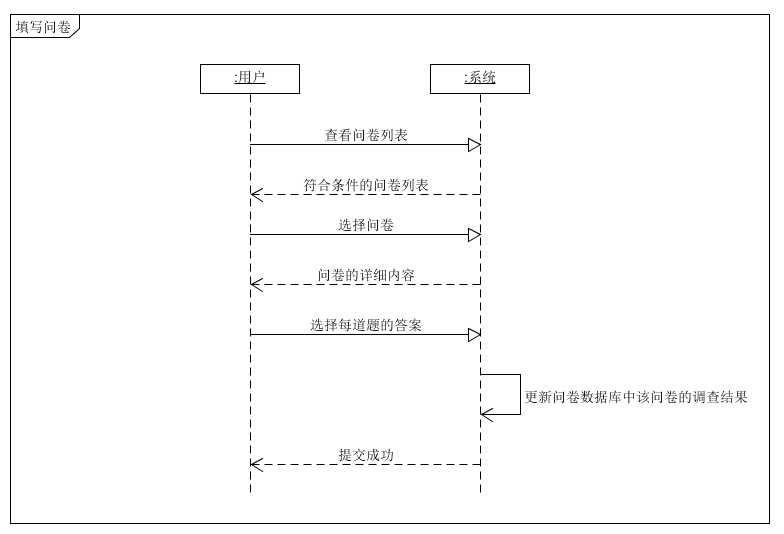 填写问卷
:用户
:系统
查看问卷列表
符合条件的问卷列表
选择问卷
问卷的详细内容
选择每道题的答案
更新问卷数据库中该问卷的调查结果
提交成功